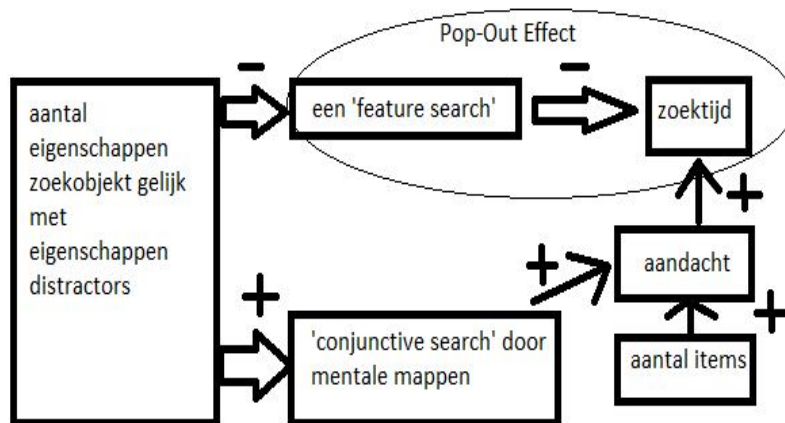 Pop-Out Effect
-
-
aantal
eigenschappen
zoekobjekt gelijk
met
eigenschappen
distractors
een 'feature search'
zoektijd
+
+
+
aandacht
+
'conjunctive search' door
mentale mappen
aantal items